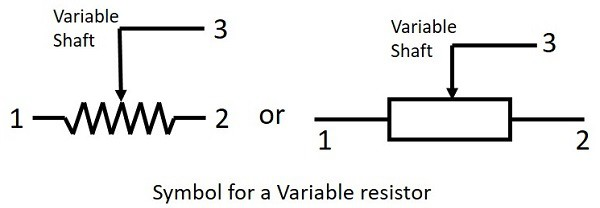 Variable
Shaft
3
1
2
or
Variable
Shaft
3
1
2
Symbol for a Variable resistor